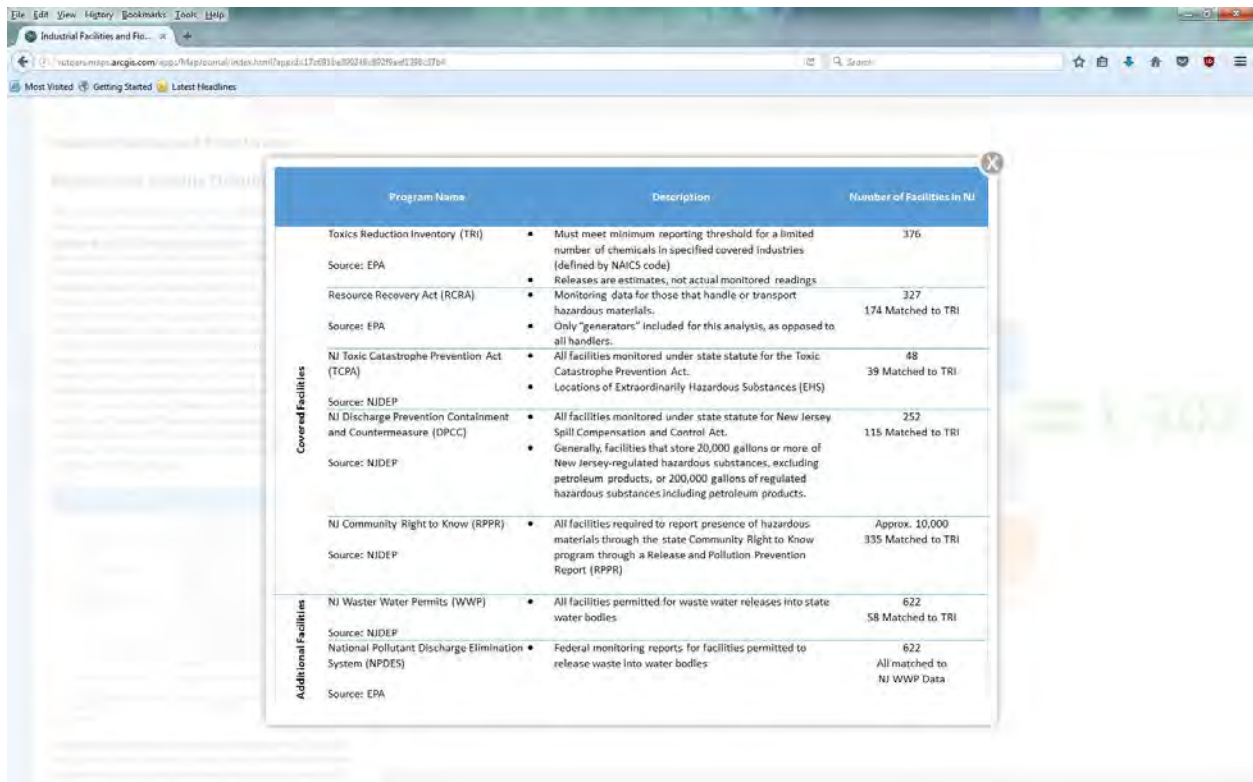 File Edit View History Bookmarks Tools Help
Industrial Facilities and Flo...
Search
Most Visited Getting Started Latest Headlines
Program Name Description Number of Facilities in NJ
Covered Facilities
Toxics Reduction Inventory (TRI)
Source: EPA
• Must meet minimum reporting threshold for a limited
number of chemicals in specified covered industries
(defined by NAICS code)
• Releases are estimates, not actual monitored readings
376
Resource Recovery Act (RCRA)
Source: EPA
• Monitoring data for those that handle or transport
hazardous materials.
• Only "generators" included for this analysis, as opposed to
all handlers.
327
174 Matched to TRI
NJ Toxic Catastrophe Prevention Act
(TCPA)
Source: NJDEP
• All facilities monitored under state statute for the Toxic
Catastrophe Prevention Act.
• Locations of Extraordinarily Hazardous Substances (EHS)
48
39 Matched to TRI
NJ Discharge Prevention Containment
and Countermeasure (DPCC)
Source: NJDEP
• All facilities monitored under state statute for New Jersey
Spill Compensation and Control Act.
• Generally, facilities that store 20,000 gallons or more of
New Jersey-regulated hazardous substances, excluding
petroleum products, or 200,000 gallons of regulated
hazardous substances including petroleum products.
252
115 Matched to TRI
NJ Community Right to Know (RPPR)
Source: NJDEP
• All facilities required to report presence of hazardous
materials through the state Community Right to Know
program through a Release and Pollution Prevention
Report (RPPR)
Approx. 10,000
335 Matched to TRI
Additional Facilities
NJ Waster Water Permits (WWP)
Source: NJDEP
• All facilities permitted for waste water releases into state
water bodies
622
58 Matched to TRI
National Pollutant Discharge Elimination
System (NPDES)
Source: EPA
• Federal monitoring reports for facilities permitted to
release waste into water bodies
622
All matched to
NJ WWP Data